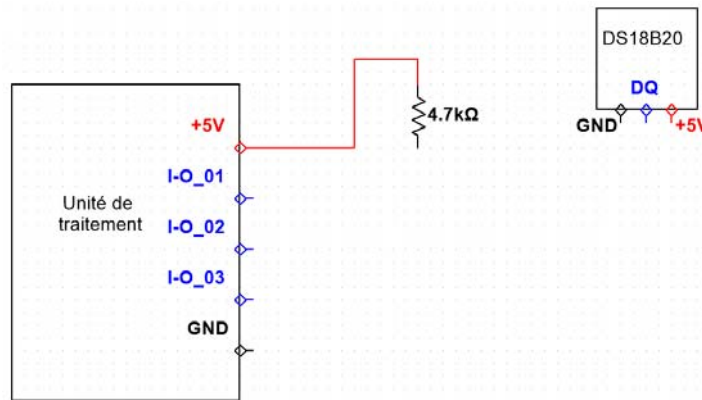 DS18B20
DQ
GND
+5V
4.7kΩ
+5V
I-O_01
Unité de
traitement
I-O_02
I-O_03
GND